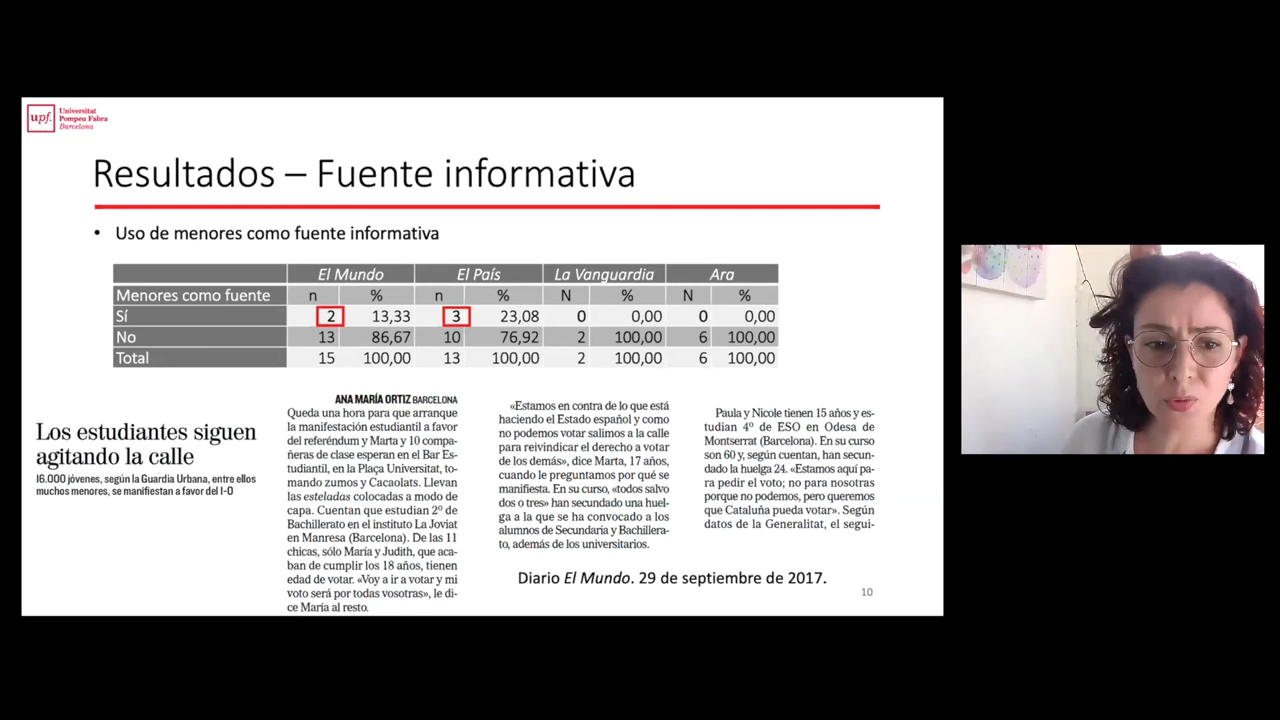 upf.
Universitat
Pompeu Fabra
Barcelona
Resultados – Fuente informativa
• Uso de menores como fuente informativa
El Mundo El País La Vanguardia Ara
Menores como fuente n % n % N % N %
Sí 2 13,33 3 23,08 0 0,00 0 0,00
No 13 86,67 10 76,92 2 100,00 6 100,00
Total 15 100,00 13 100,00 2 100,00 6 100,00
Los estudiantes siguen
agitando la calle
16.000 jóvenes, según la Guardia Urbana, entre ellos
muchos menores, se manifiestan a favor del 1-O
ANA MARÍA ORTIZ BARCELONA
Queda una hora para que arranque
la manifestación estudiantil a favor
del referéndum y Marta y 10 compa-
ñeras de clase esperan en el Bar Es-
tudiantil, en la Plaça Universitat, to-
mando zumos y Cacaolats. Llevan
las esteladas colocadas a modo de
capa. Cuentan que estudian 2º de
Bachillerato en el instituto La Joviat
en Manresa (Barcelona). De las 11
chicas, sólo María y Judith, que aca-
ban de cumplir los 18 años, tienen
edad de votar. «Voy a ir a votar y mi
voto será por todas vosotras», le di-
ce María al resto.
«Estamos en contra de lo que está
haciendo el Estado español y como
no podemos votar salimos a la calle
para reivindicar el derecho a votar
de los demás», dice Marta, 17 años,
cuando le preguntamos por qué se
manifiesta. En su curso, «todos salvo
dos o tres» han secundado una huel-
ga a la que se ha convocado a los
alumnos de Secundaria y Bachillera-
to, además de los universitarios.
Paula y Nicole tienen 15 años y es-
tudian 4º de ESO en Odesa de
Montserrat (Barcelona). En su curso
son 60 y, según cuentan, han secun-
dado la huelga 24. «Estamos aquí pa-
ra pedir el voto; no para nosotras
porque no podemos, pero queremos
que Cataluña pueda votar». Según
datos de la Generalitat, el segui-
Diario El Mundo. 29 de septiembre de 2017.
10